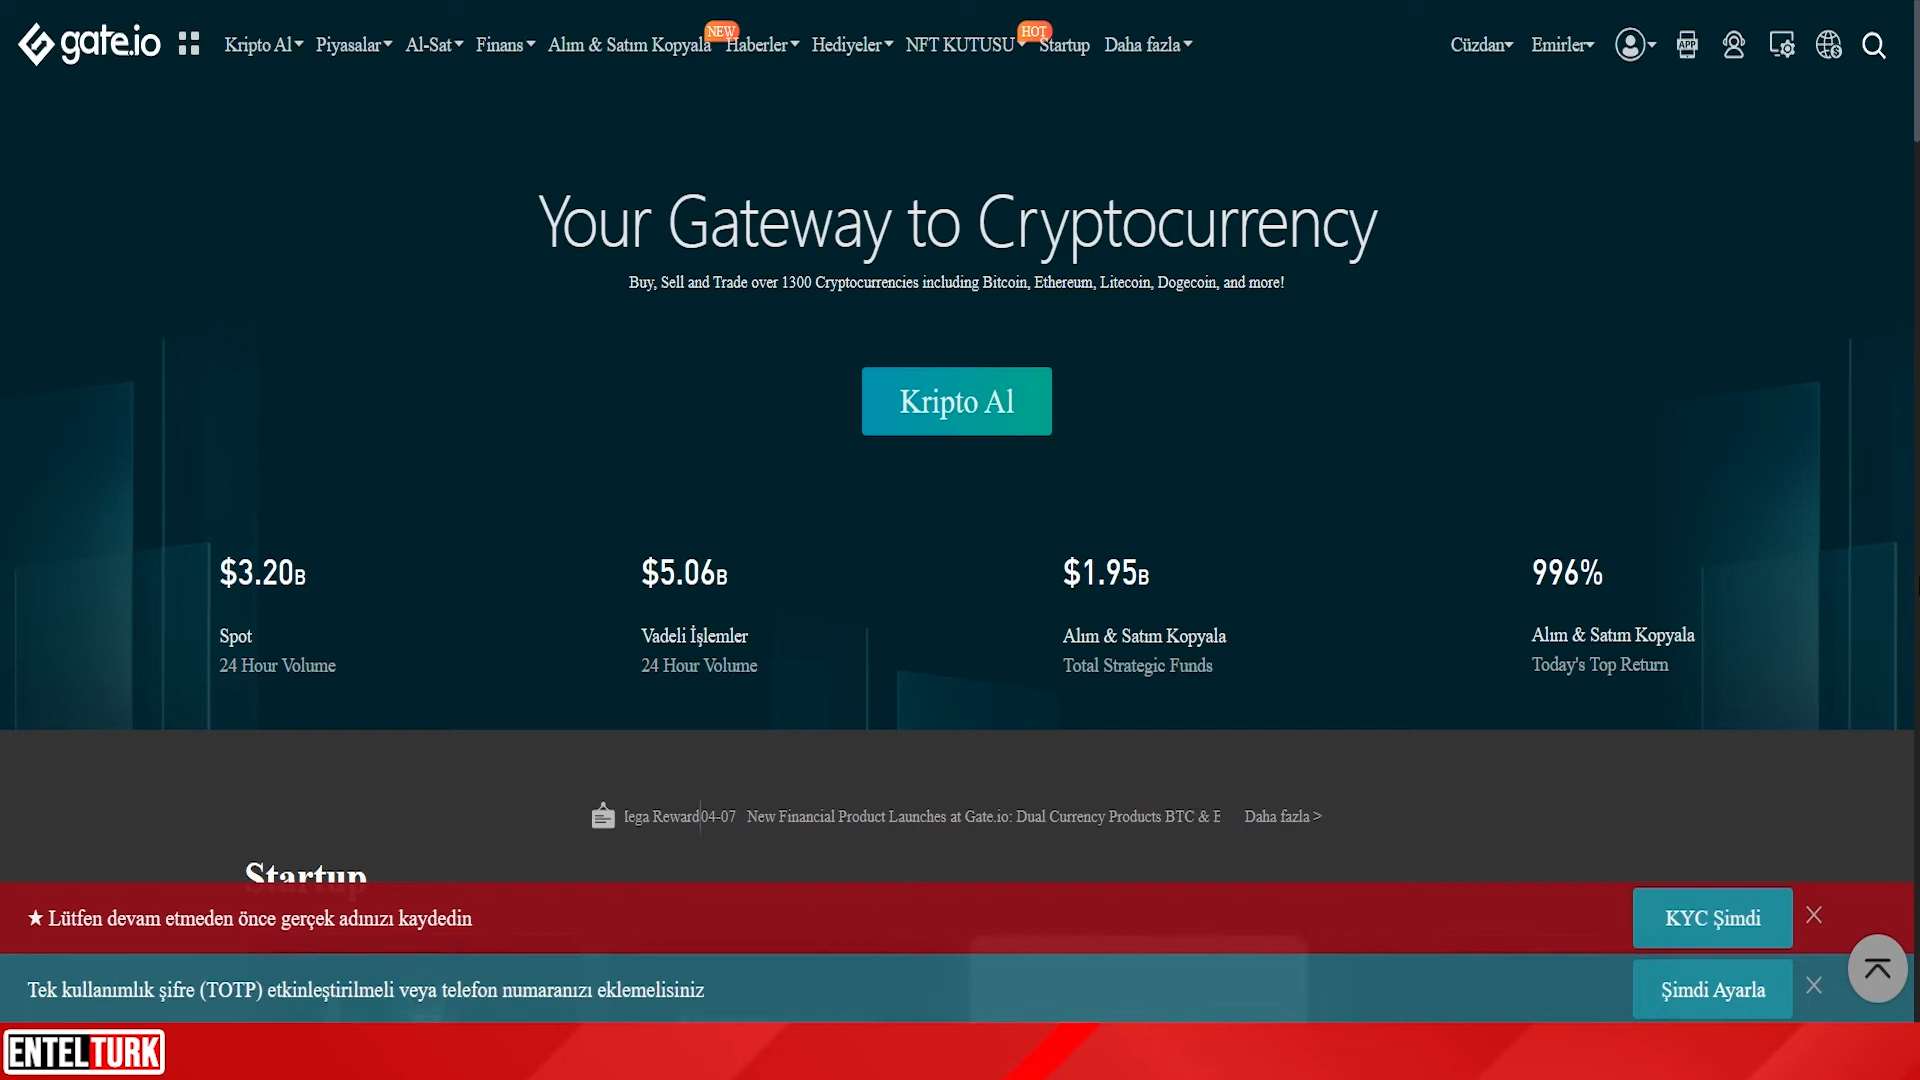 gate.io
Kripto Al Piyasalar Al-Sat Finans Alım & Satım Kopyala NEW Haberler Hediyeler NFT KUTUSU HOT Startup Daha fazla Cüzdan Emirler APP
Your Gateway to Cryptocurrency
Buy, Sell and Trade over 1300 Cryptocurrencies including Bitcoin, Ethereum, Litecoin, Dogecoin, and more!
Kripto Al
$3.20B $5.06B $1.95B 996%
Spot Vadeli İşlemler Alım & Satım Kopyala Alım & Satım Kopyala
24 Hour Volume 24 Hour Volume Total Strategic Funds Today's Top Return
Reward 04-07 New Financial Product Launches at Gate.io: Dual Currency Products BTC & Daha fazla >
Startup
★ Lütfen devam etmeden önce gerçek adınızı kaydedin KYC Şimdi
Tek kullanımlık şifre (TOTP) etkinleştirilmeli veya telefon numaranızı eklemelisiniz Şimdi Ayarla
ENTELTURK